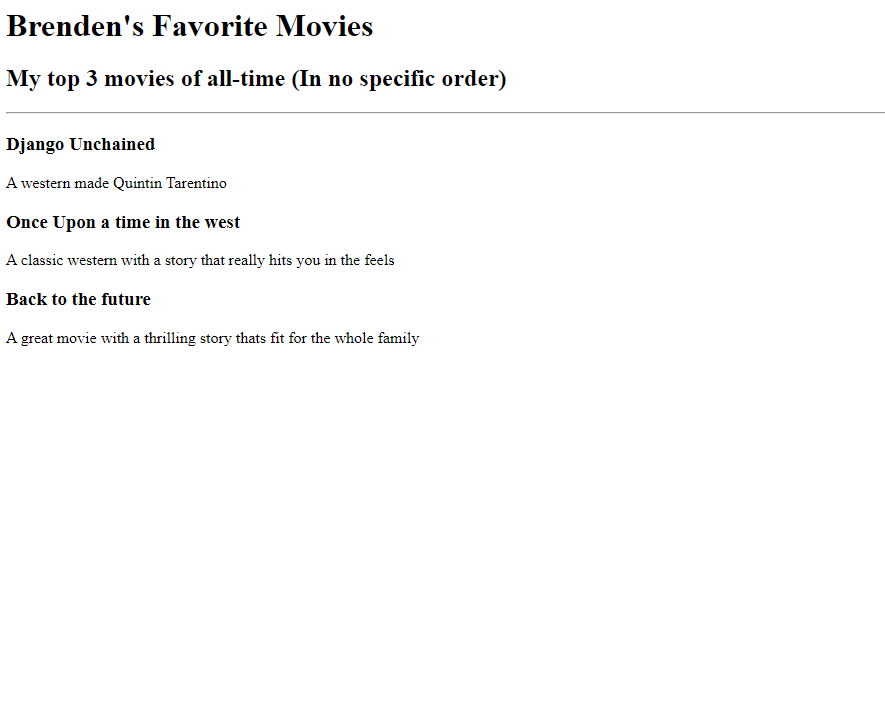 Brenden's Favorite Movies
My top 3 movies of all-time (In no specific order)
Django Unchained
A western made Quintin Tarentino
Once Upon a time in the west
A classic western with a story that really hits you in the feels
Back to the future
A great movie with a thrilling story thats fit for the whole family